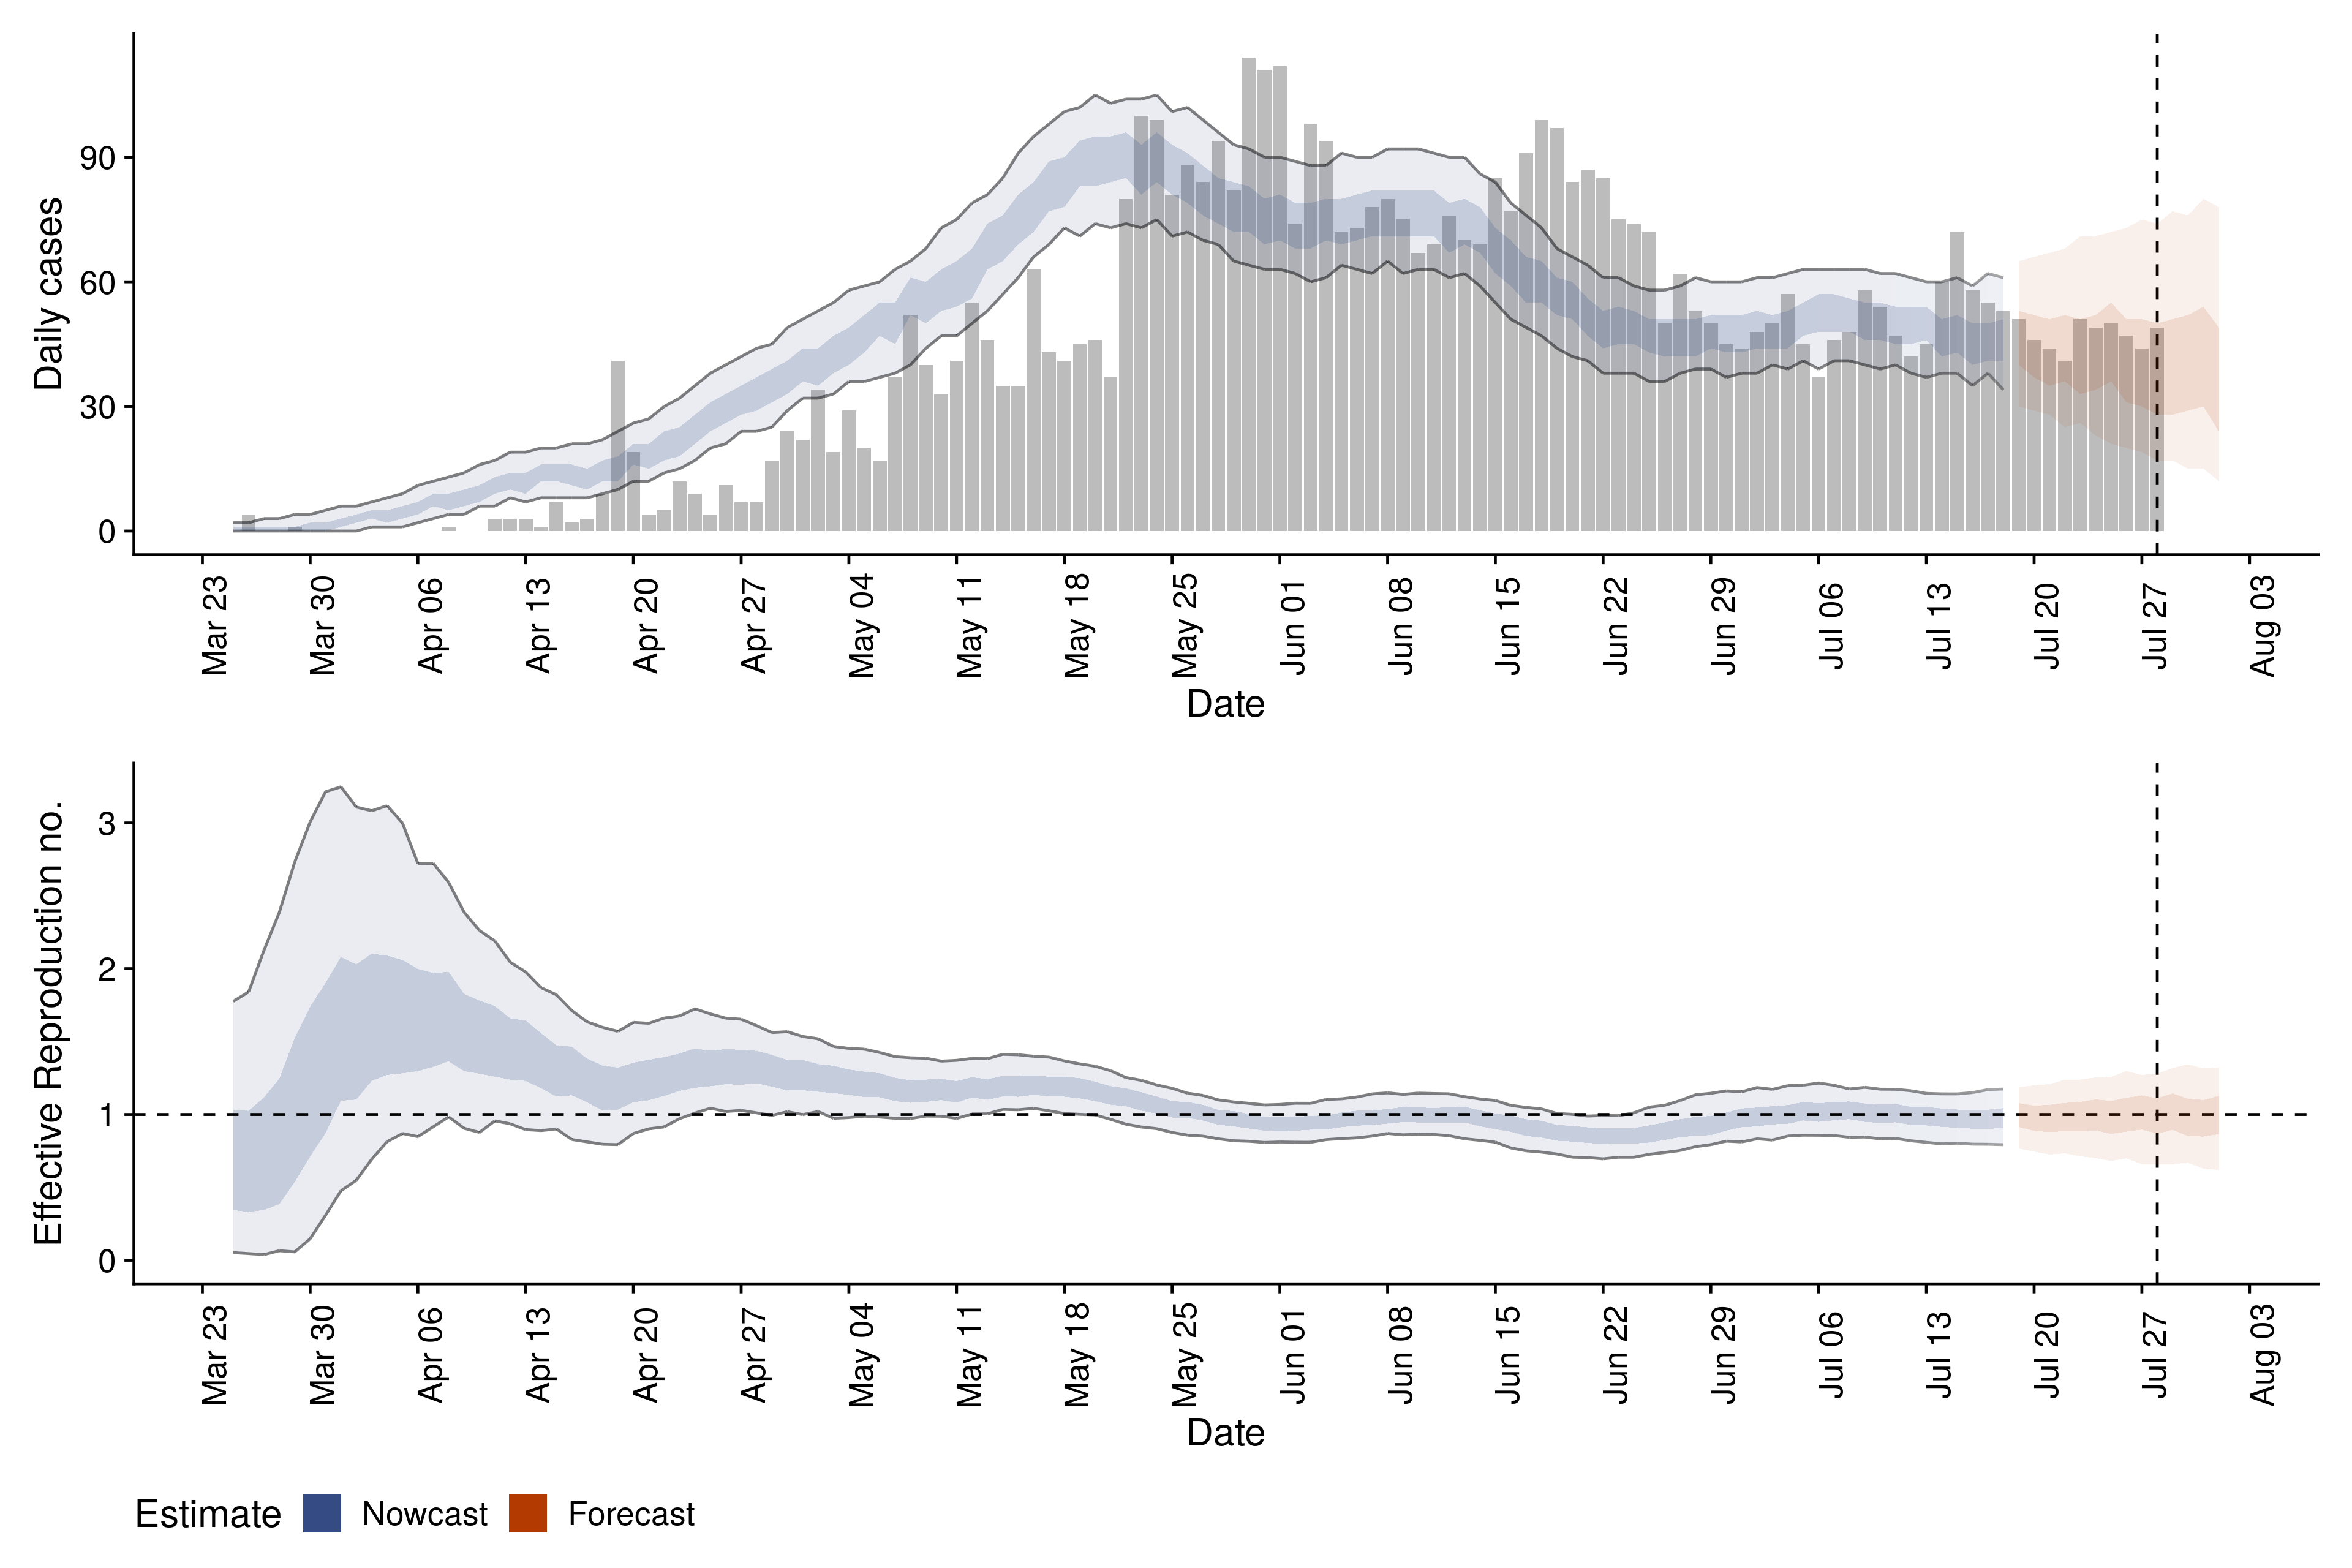 Daily cases
90
60
30
0
Mar 23
Mar 30
Apr 06
Apr 13
Apr 20
Apr 27
May 04
May 11
May 18
May 25
Jun 01
Jun 08
Jun 15
Jun 22
Jun 29
Jul 06
Jul 13
Jul 20
Jul 27
Aug 03
Date
Effective Reproduction no.
3
2
1
0
Mar 23
Mar 30
Apr 06
Apr 13
Apr 20
Apr 27
May 04
May 11
May 18
May 25
Jun 01
Jun 08
Jun 15
Jun 22
Jun 29
Jul 06
Jul 13
Jul 20
Jul 27
Aug 03
Date
Estimate Nowcast Forecast